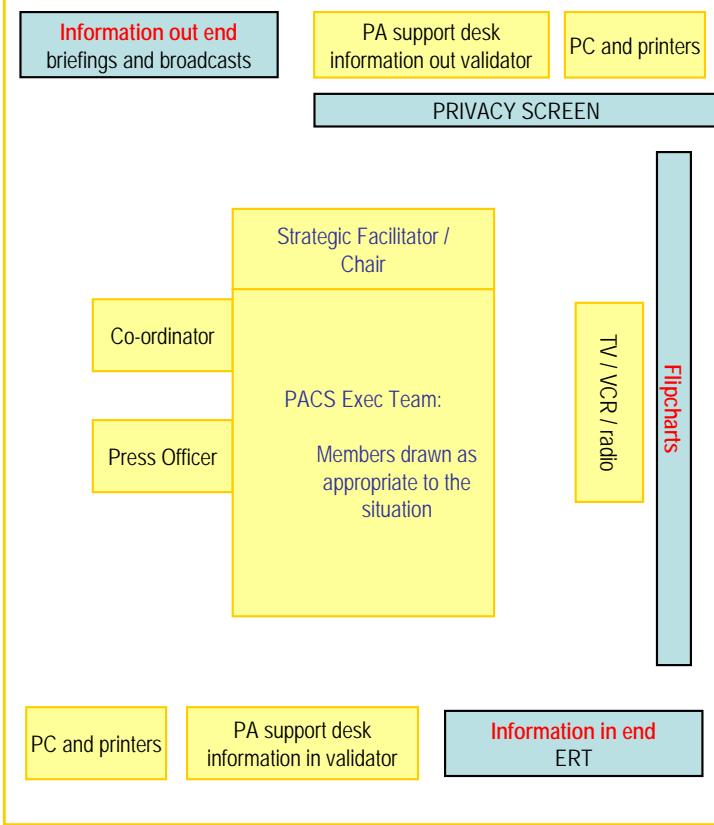 Information out end
briefings and broadcasts
PA support desk
information out validator
PC and printers
PRIVACY SCREEN
Strategic Facilitator /
Chair
Co-ordinator
PACS Exec Team:
Press Officer
Members drawn as
appropriate to the
situation
TV / VCR / radio
Flipcharts
PC and printers
PA support desk
information in validator
Information in end
ERT